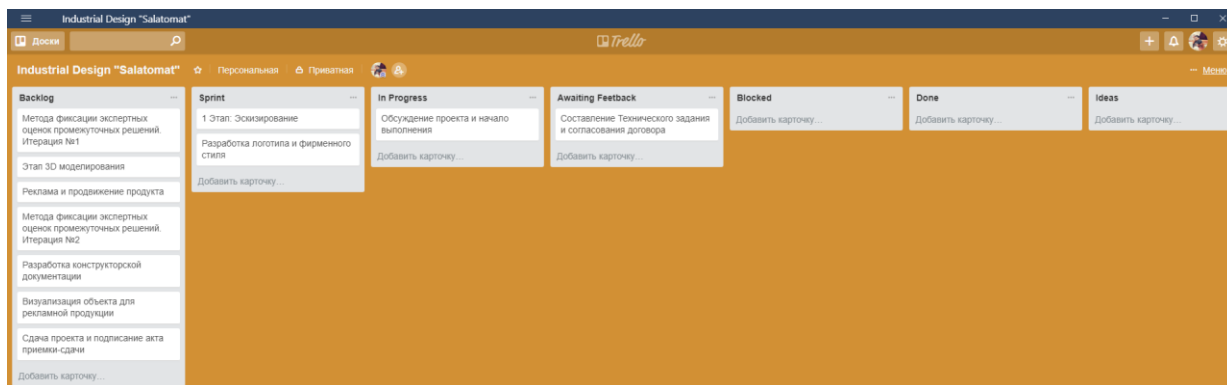 Industrial Design "Salatomat"
Доски
Trello
Industrial Design "Salatomat"
Персональная
Приватная
Меню
Backlog
Метода фиксации экспертных
оценок промежуточных решений.
Итерация №1
Этап 3D моделирования
Реклама и продвижение продукта
Метода фиксации экспертных
оценок промежуточных решений.
Итерация №2
Разработка конструкторской
документации
Визуализация объекта для
рекламной продукции
Сдача проекта и подписание акта
приемки-сдачи
Добавить карточку...
Sprint
1 Этап: Эскизирование
Разработка логотипа и фирменного
стиля
Добавить карточку...
In Progress
Обсуждение проекта и начало
выполнения
Добавить карточку...
Awaiting Feetback
Составление Технического задания
и согласования договора
Добавить карточку...
Blocked
Добавить карточку...
Done
Добавить карточку...
Ideas
Добавить карточку...